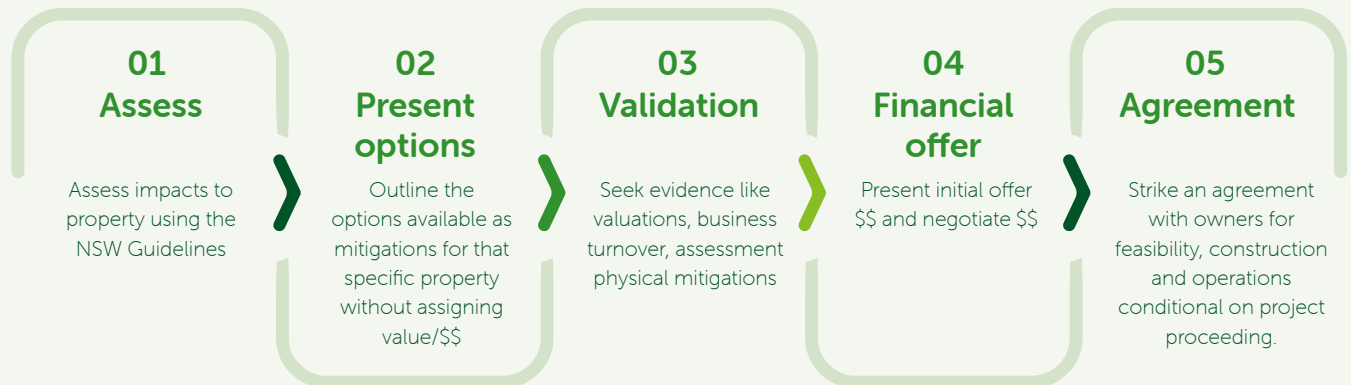 01
Assess
Assess impacts to
property using the
NSW Guidelines
02
Present
options
Outline the
options available as
mitigations for that
specific property
without assigning
value/$$
03
Validation
Seek evidence like
valuations, business
turnover, assessment
physical mitigations
04
Financial
offer
Present initial offer
$$ and negotiate $$
05
Agreement
Strike an agreement
with owners for
feasibility, construction
and operations
conditional on project
proceeding.